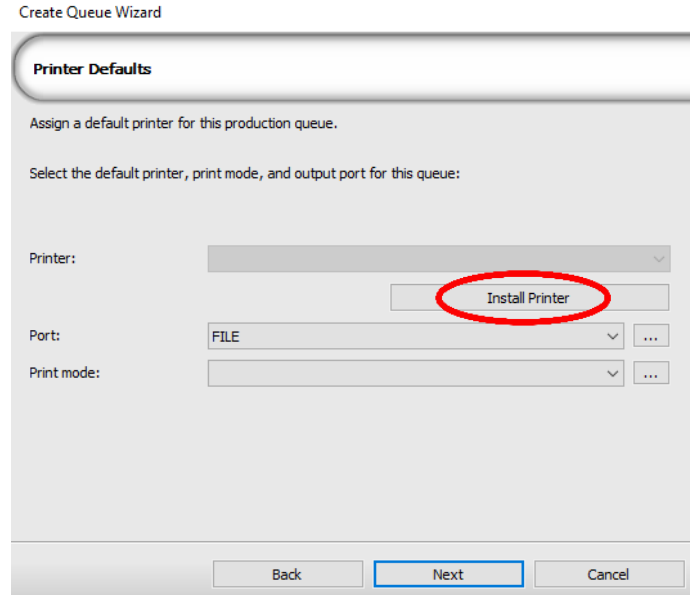 Create Queue Wizard
Printer Defaults
Assign a default printer for this production queue.
Select the default printer, print mode, and output port for this queue:
Printer:
Install Printer
Port:
FILE
...
Print mode:
...
Back
Next
Cancel